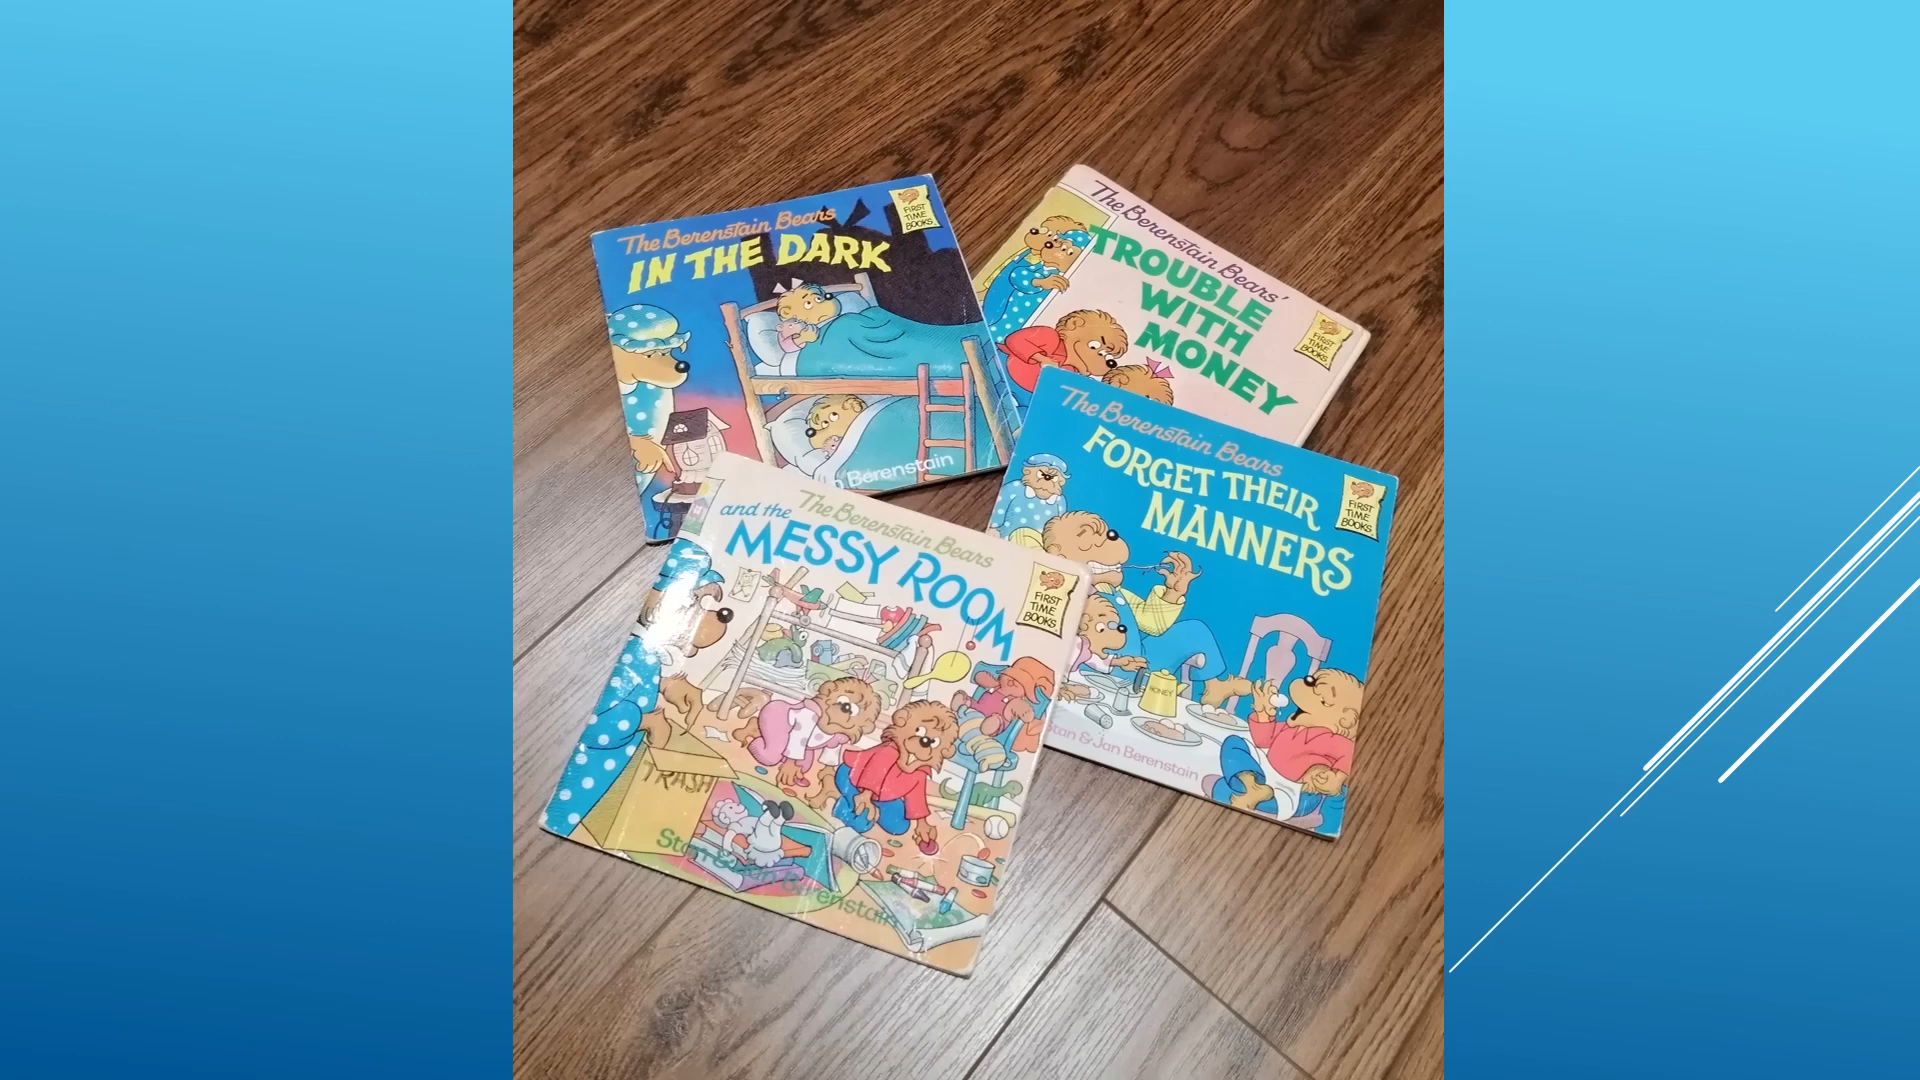 The Berenstain Bears
IN THE DARK
FIRST
TIME
BOOKS
Berenstain
The Berenstain Bears'
TROUBLE
WITH
MONEY
FIRST
TIME
BOOKS
The Berenstain Bears
FORGET THEIR
MANNERS
FIRST
TIME
BOOKS
HONEY
Stan & Jan Berenstain
The Berenstain Bears
and the
MESSY ROOM
FIRST
TIME
BOOKS
TRASH
Stan & Jan Berenstain